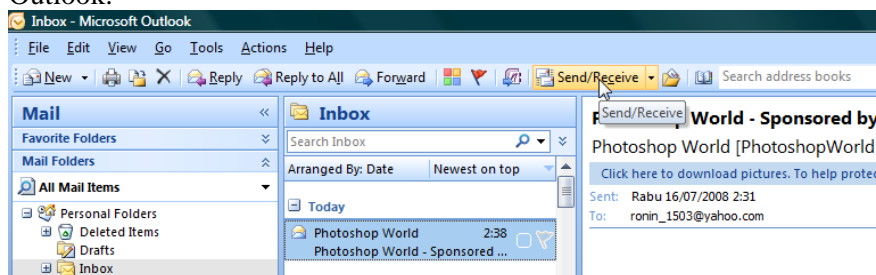 Outlook.
Inbox - Microsoft Outlook
File Edit View Go Tools Actions Help
New Reply Reply to All Forward Send/Receive Search address books
Mail
Favorite Folders
Mail Folders
All Mail Items
Personal Folders
Deleted Items
Drafts
Inbox
Inbox
Search Inbox
Arranged By: Date Newest on top
Today
Photoshop World 2:38
Photoshop World - Sponsored ...
Send/Receive
World - Sponsored by
Photoshop World [PhotoshopWorld
Click here to download pictures. To help protec
Sent: Rabu 16/07/2008 2:31
To: ronin_1503@yahoo.com